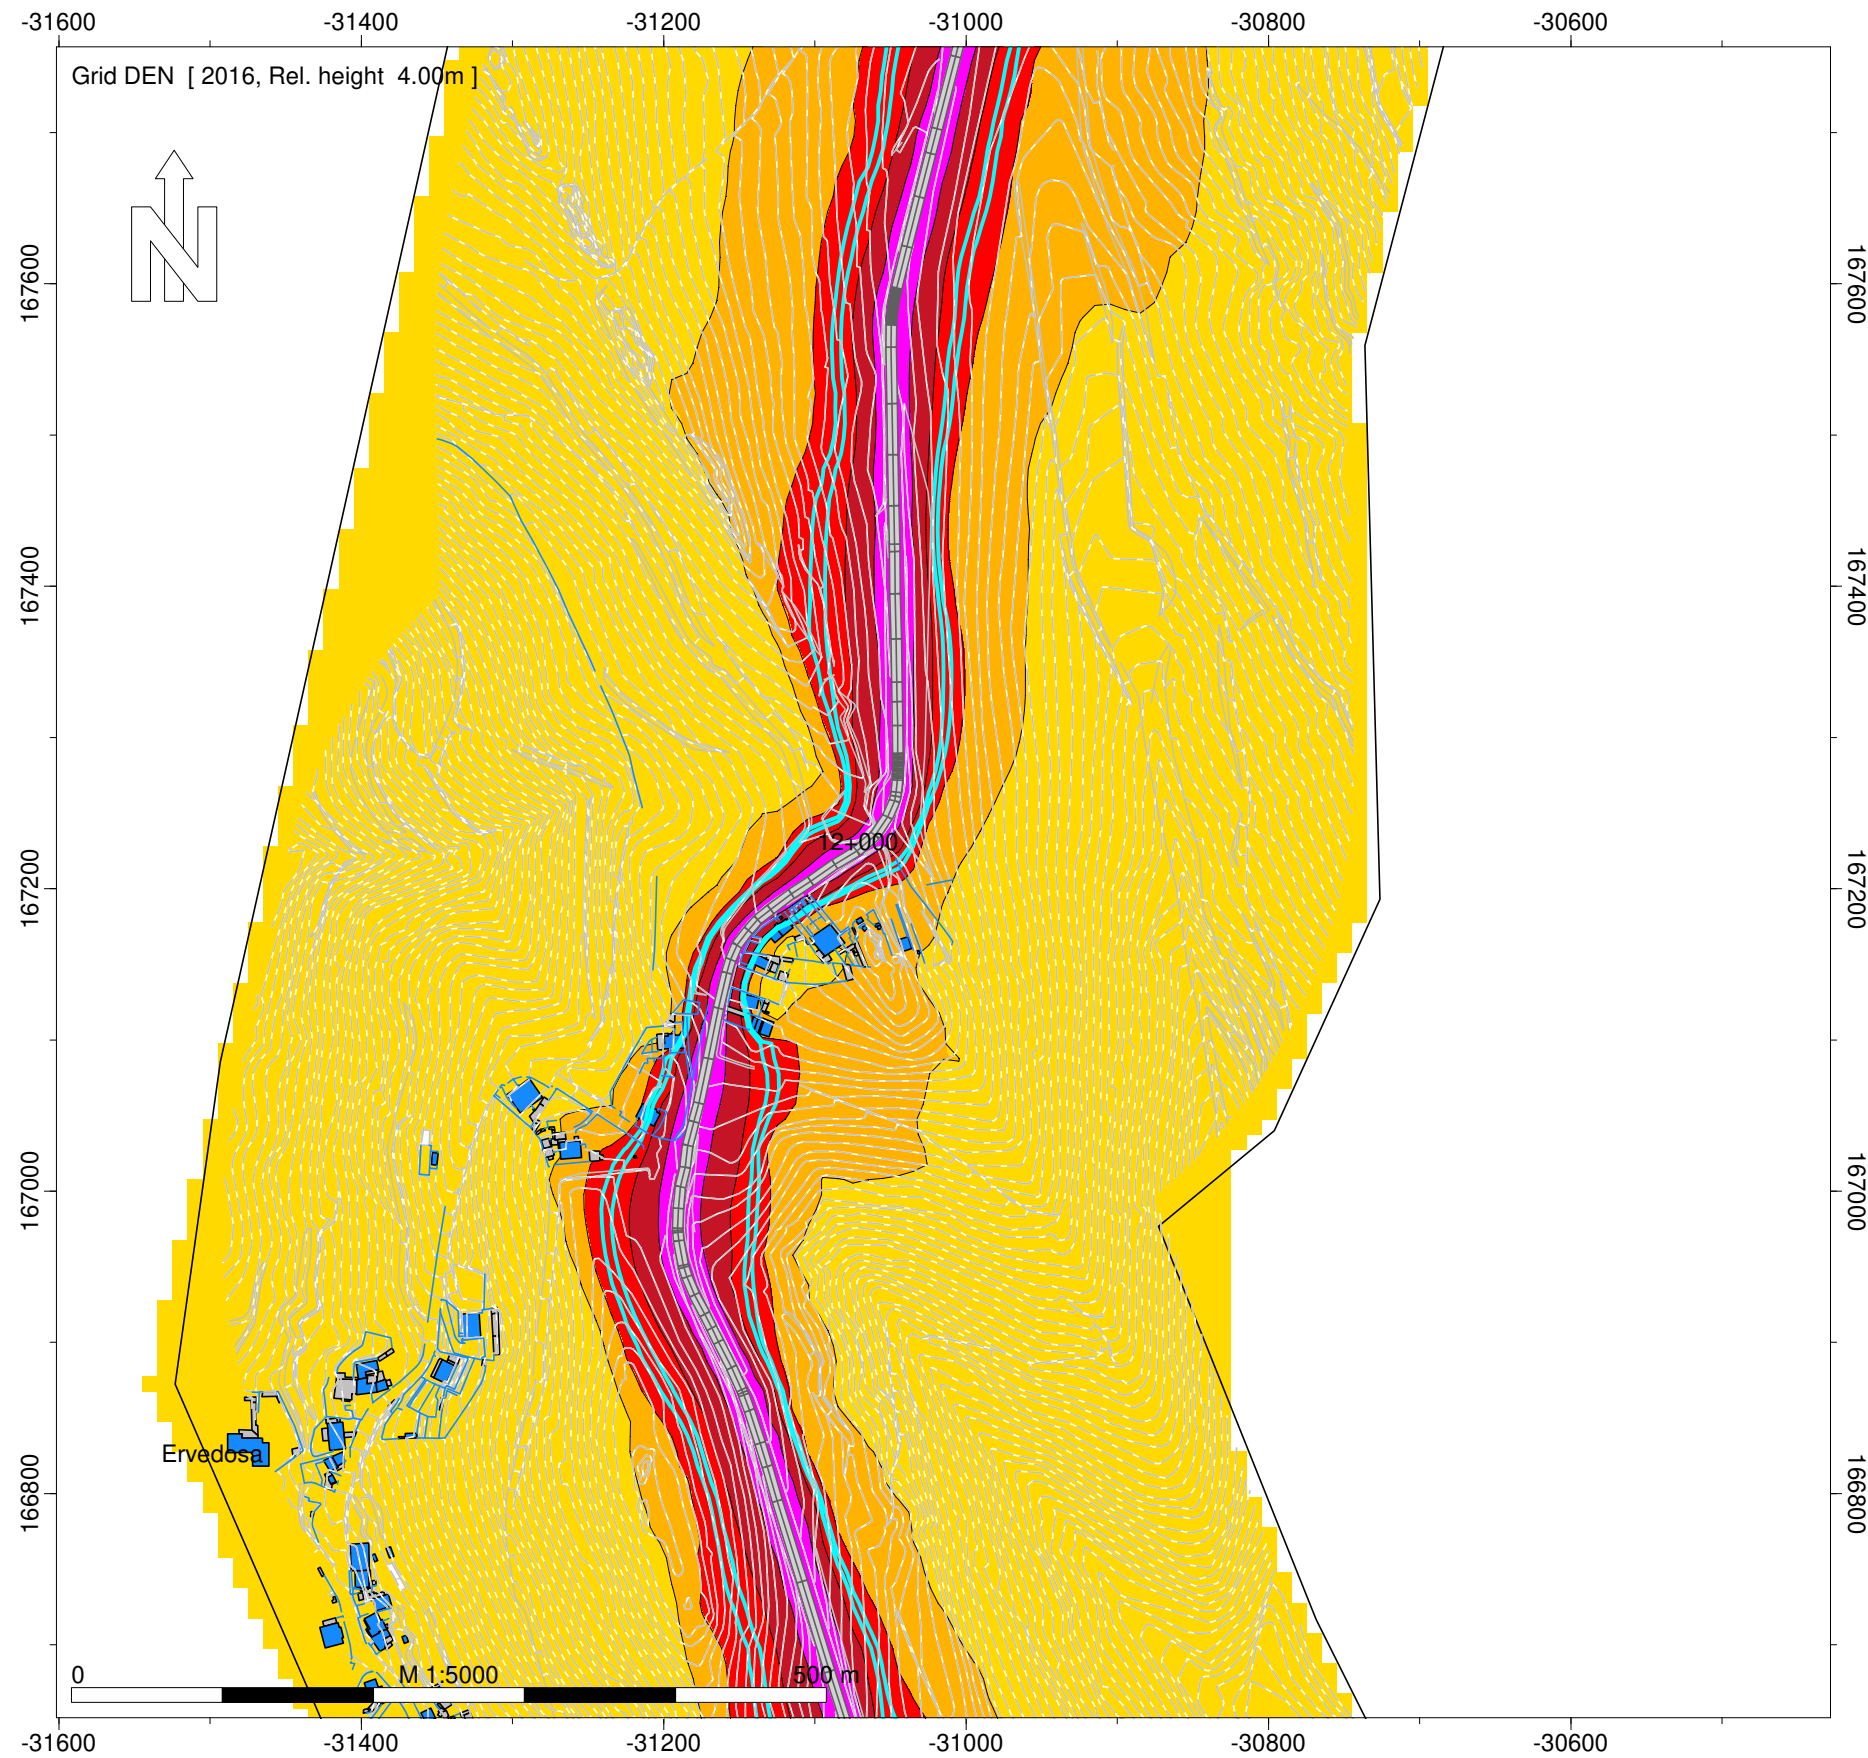 -31600 -31400 -31200 -31000 -30800 -30600
Grid DEN [ 2016, Rel. height 4.00m ]
N
167600 167600
167400 167400
12+000
167200 167200
167000 167000
Ervedosa
166800 166800
0 M 1:5000 500 m
-31600 -31400 -31200 -31000 -30800 -30600